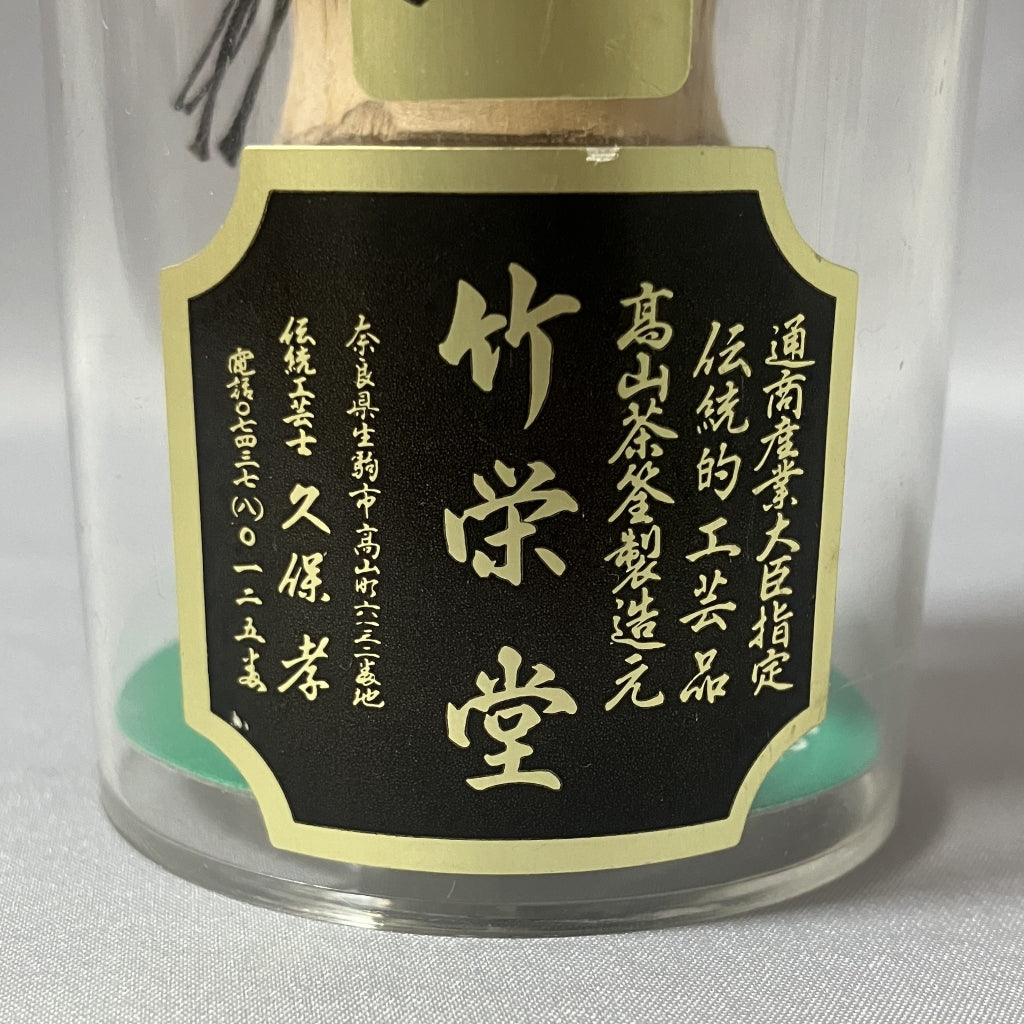 通商産業大臣指定
伝統的工芸品
高山茶筌製造元
竹栄堂
奈良県生駒市高山町六六三二番地
伝統工芸士 久保 孝
電話〇七四三七(八)〇一二五番